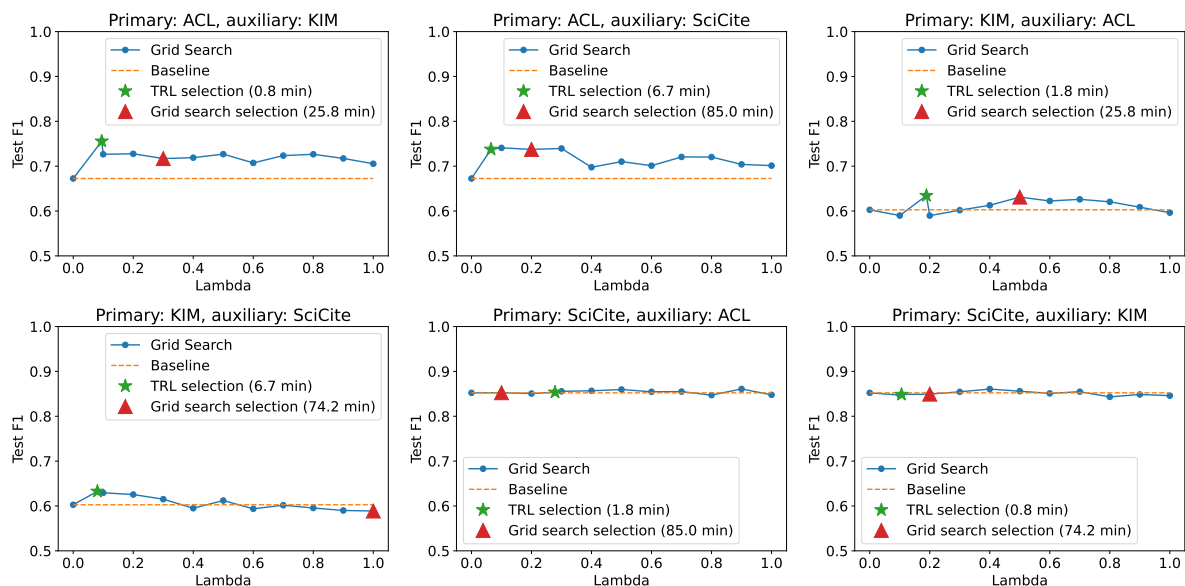 Primary: ACL, auxiliary: KIM
1.0
0.9
0.8
0.7
0.6
0.5
Test F1
Grid Search
Baseline
TRL selection (0.8 min)
Grid search selection (25.8 min)
0.0 0.2 0.4 0.6 0.8 1.0
Lambda
Primary: ACL, auxiliary: SciCite
1.0
0.9
0.8
0.7
0.6
0.5
Test F1
Grid Search
Baseline
TRL selection (6.7 min)
Grid search selection (85.0 min)
0.0 0.2 0.4 0.6 0.8 1.0
Lambda
Primary: KIM, auxiliary: ACL
1.0
0.9
0.8
0.7
0.6
0.5
Test F1
Grid Search
Baseline
TRL selection (1.8 min)
Grid search selection (25.8 min)
0.0 0.2 0.4 0.6 0.8 1.0
Lambda
Primary: KIM, auxiliary: SciCite
1.0
0.9
0.8
0.7
0.6
0.5
Test F1
Grid Search
Baseline
TRL selection (6.7 min)
Grid search selection (74.2 min)
0.0 0.2 0.4 0.6 0.8 1.0
Lambda
Primary: SciCite, auxiliary: ACL
1.0
0.9
0.8
0.7
0.6
0.5
Test F1
Grid Search
Baseline
TRL selection (1.8 min)
Grid search selection (85.0 min)
0.0 0.2 0.4 0.6 0.8 1.0
Lambda
Primary: SciCite, auxiliary: KIM
1.0
0.9
0.8
0.7
0.6
0.5
Test F1
Grid Search
Baseline
TRL selection (0.8 min)
Grid search selection (74.2 min)
0.0 0.2 0.4 0.6 0.8 1.0
Lambda